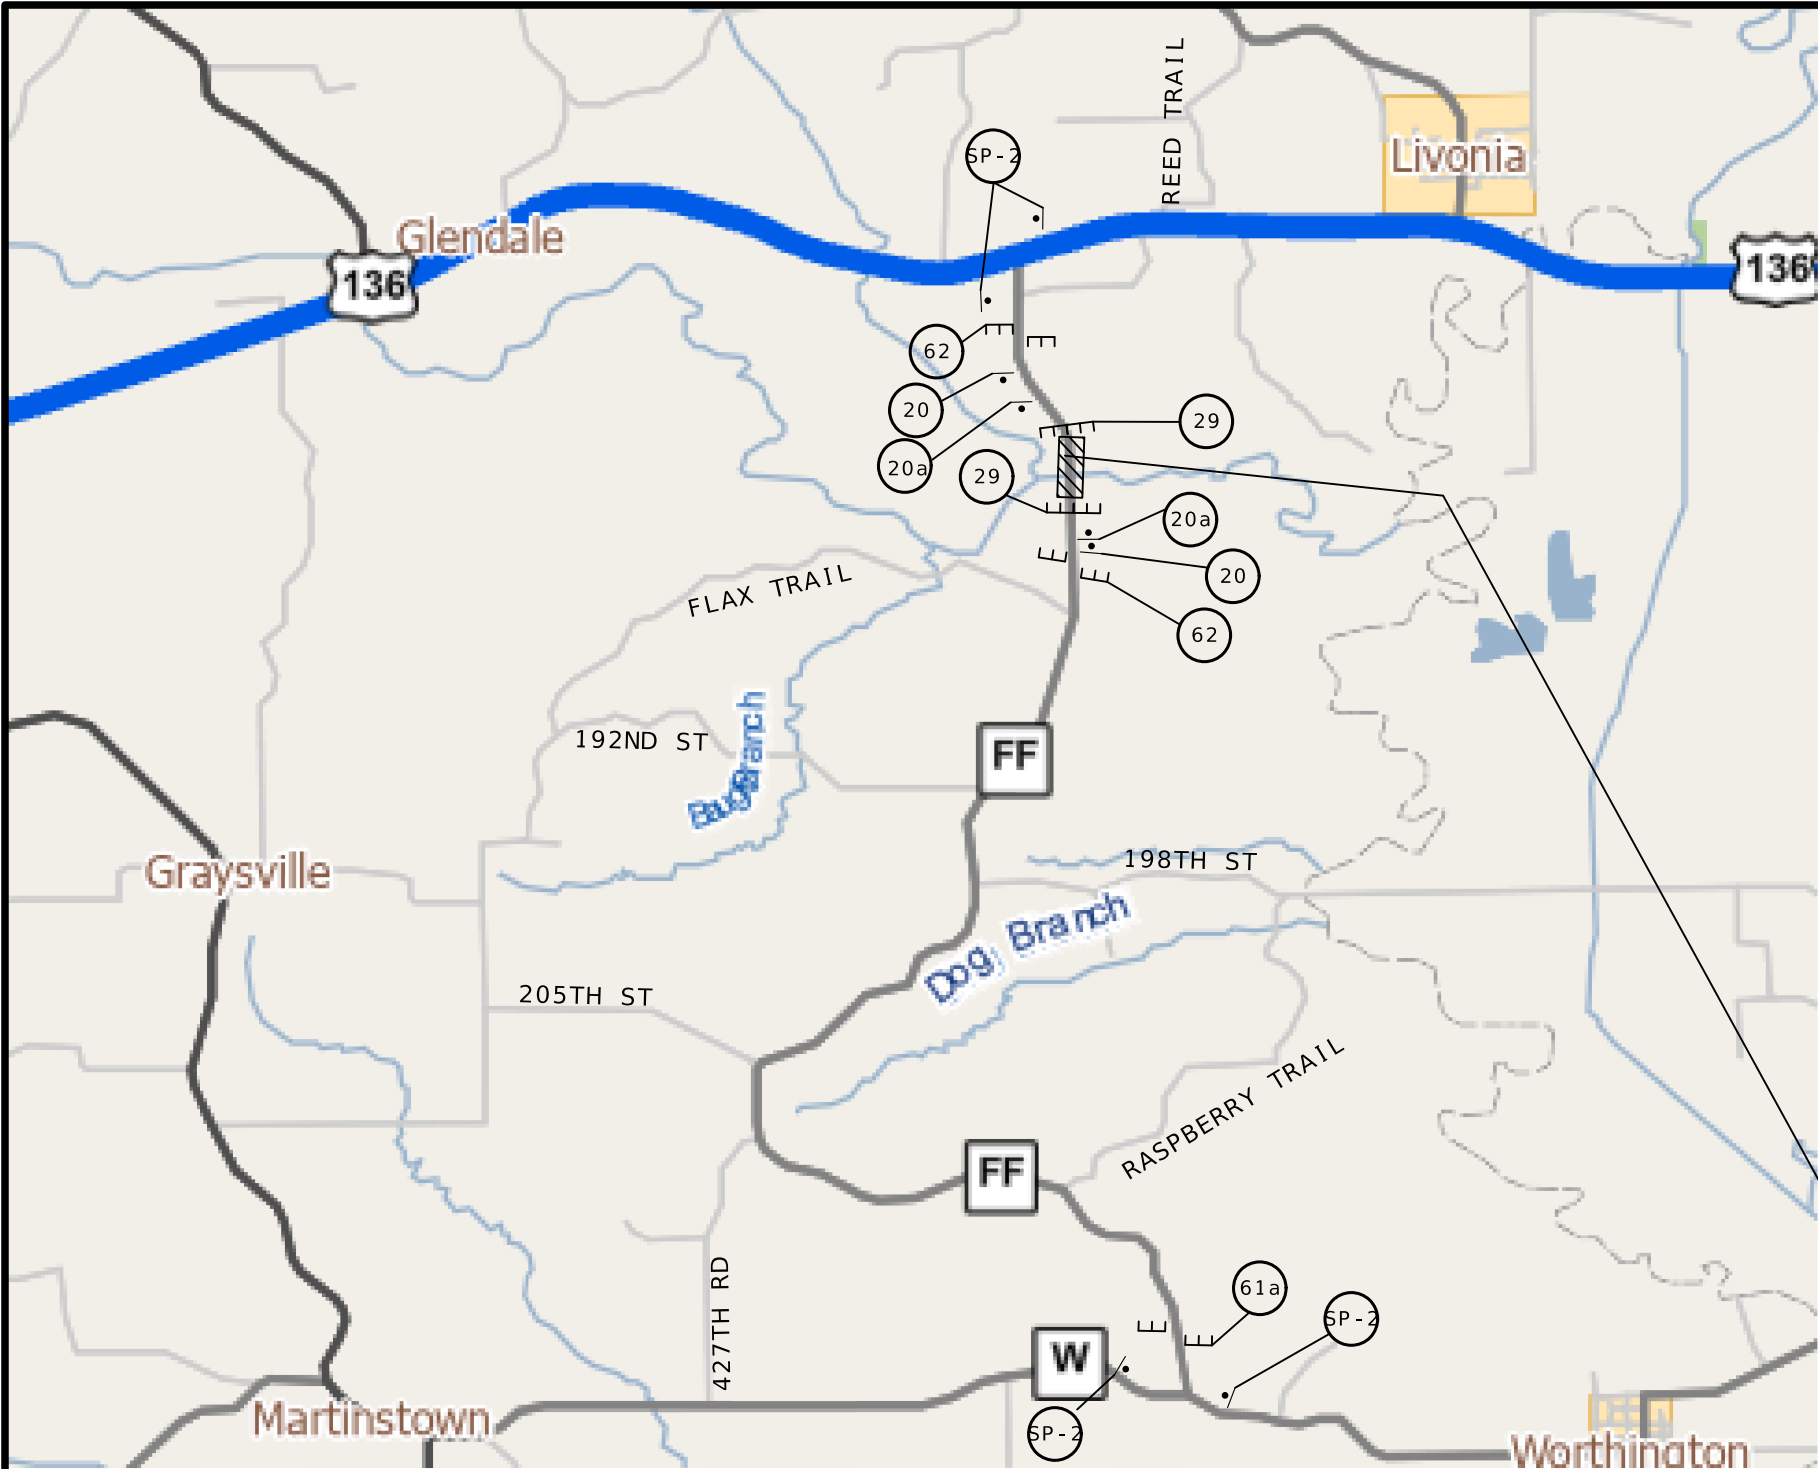 REED TRAIL
Livonia
SP-2
Glendale
136
136
62
20
29
20a
29
20a
20
62
FLAX TRAIL
192ND ST
Branch
FF
198TH ST
Graysville
Dog Branch
205TH ST
RASPBERRY TRAIL
FF
427TH RD
61a
SP-2
W
Martinstown
SP-2
Worthington